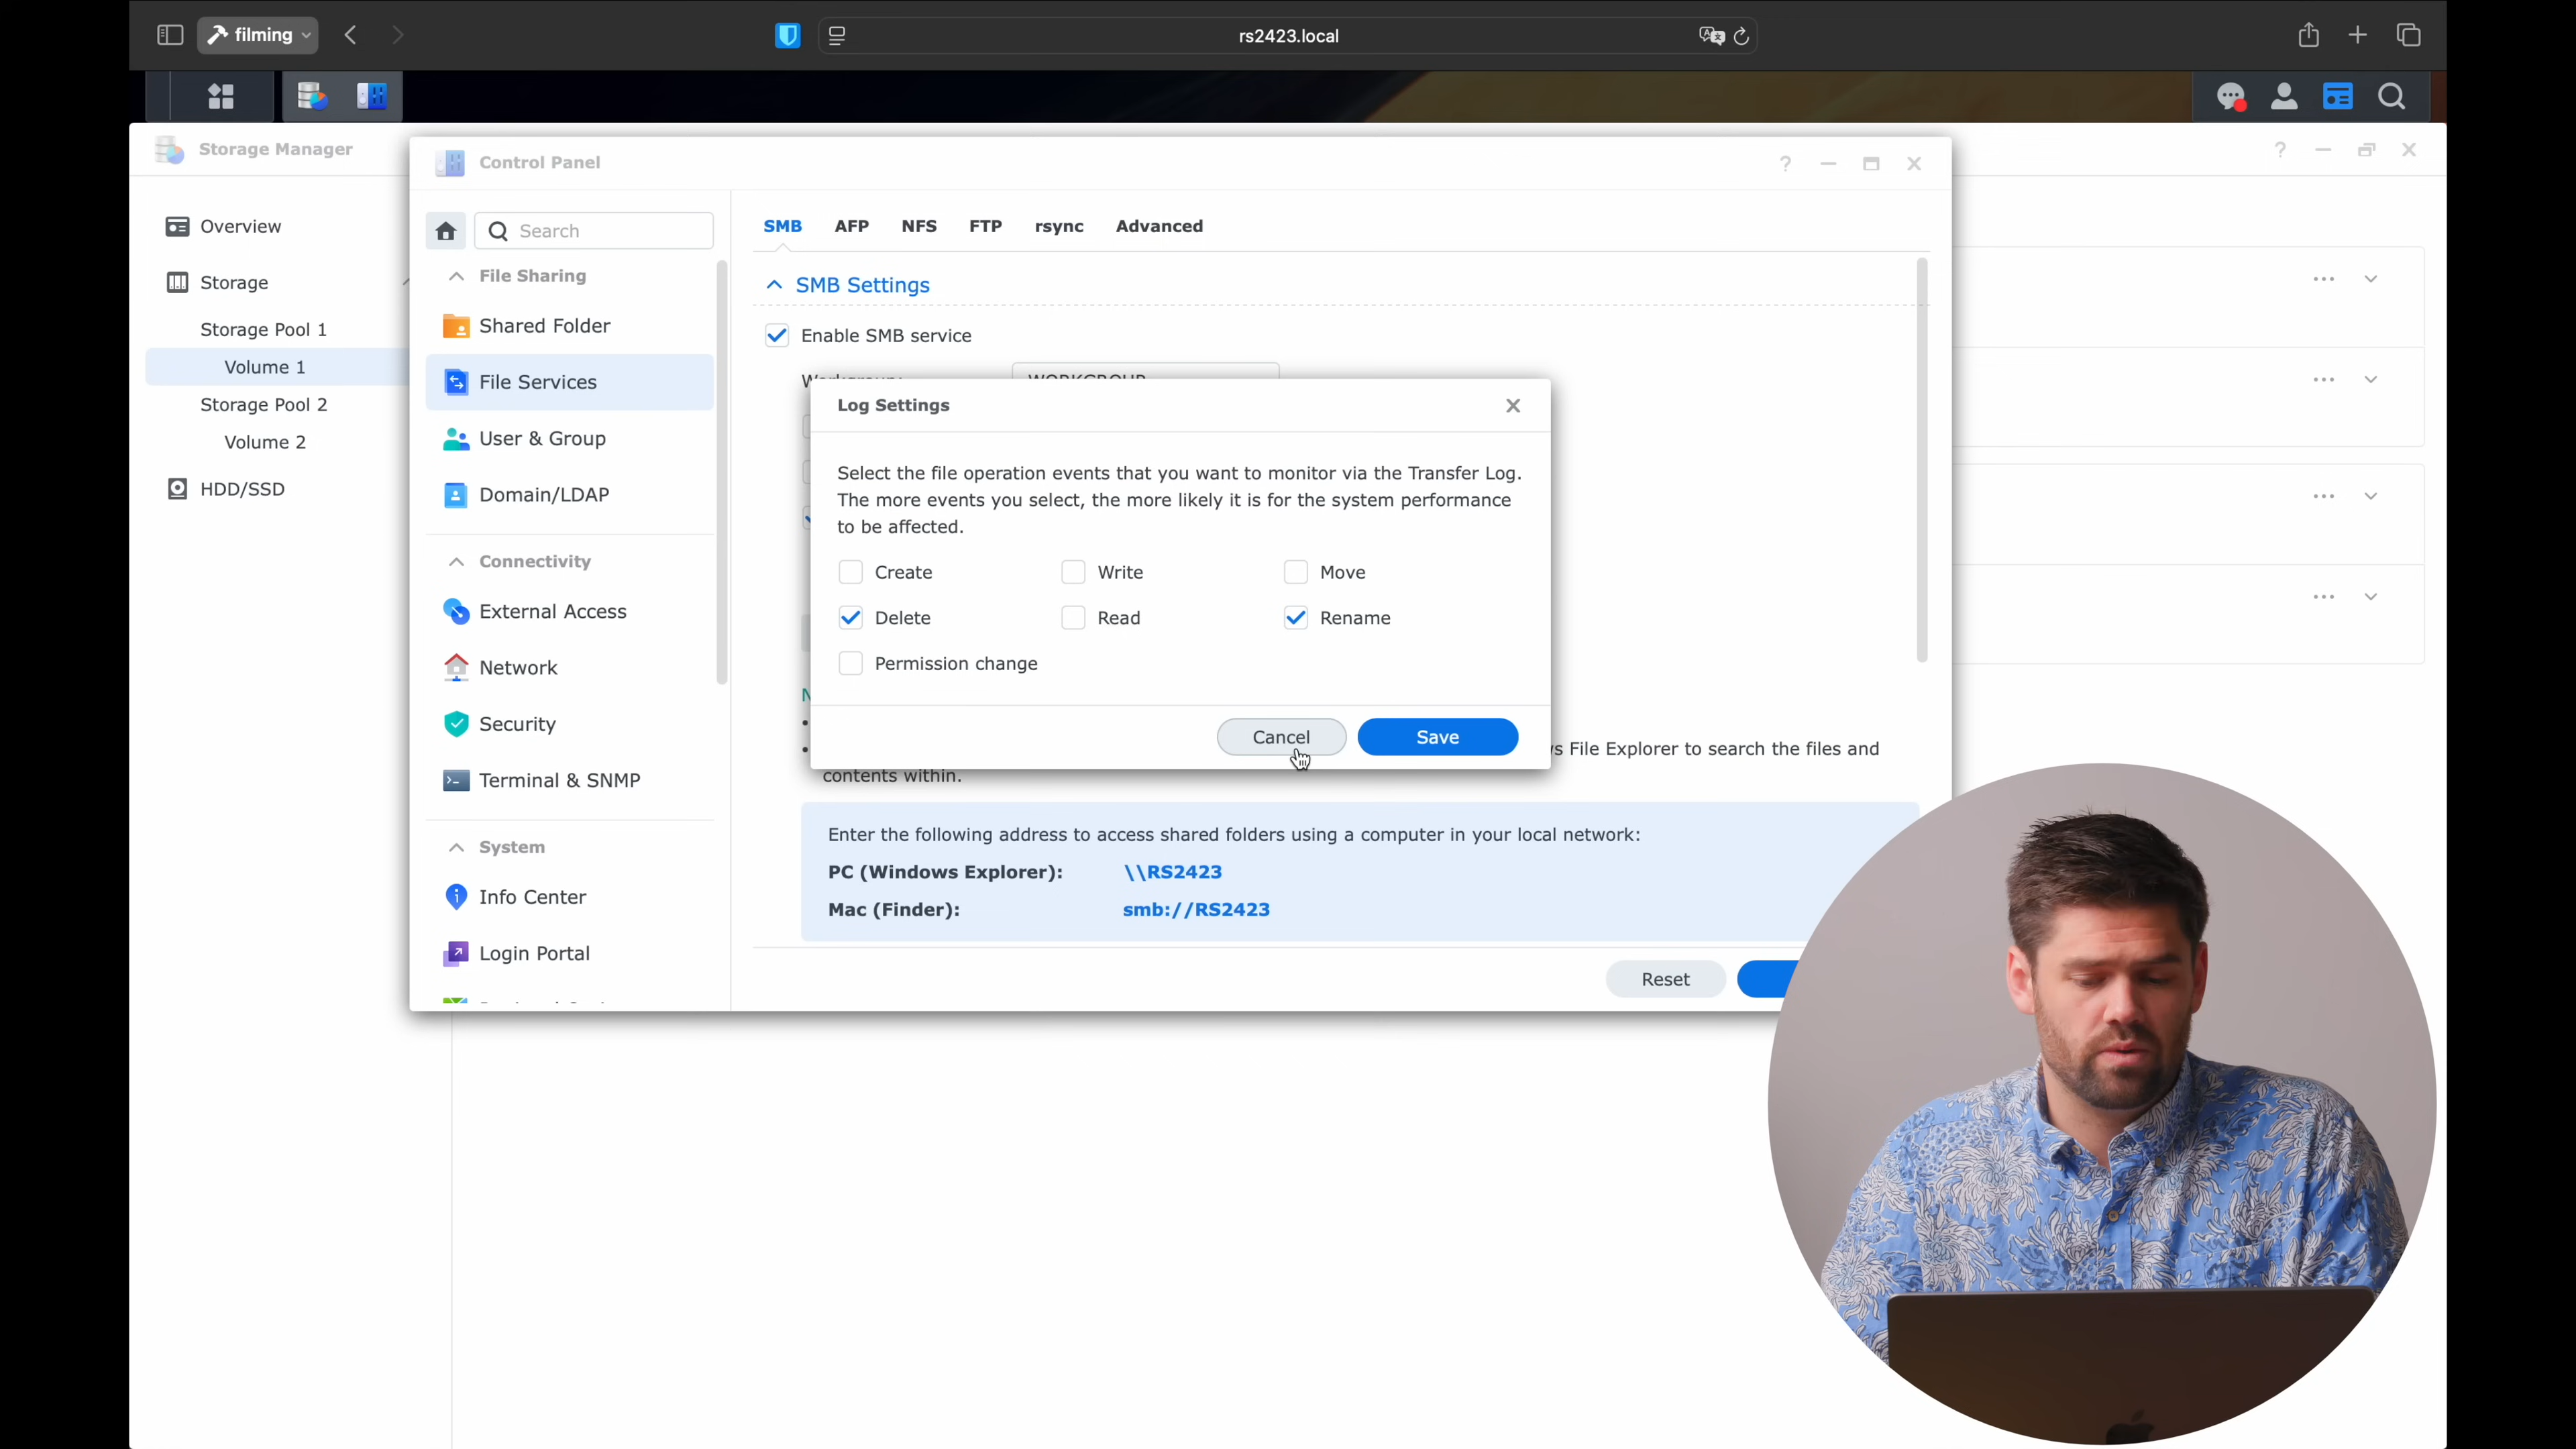 filming
rs2423.local
Storage Manager
Control Panel
Overview
Storage
Storage Pool 1
Volume 1
Storage Pool 2
Volume 2
HDD/SSD
Search
File Sharing
Shared Folder
File Services
User & Group
Domain/LDAP
Connectivity
External Access
Network
Security
Terminal & SNMP
System
Info Center
Login Portal
SMB AFP NFS FTP rsync Advanced
SMB Settings
Enable SMB service
Log Settings
Select the file operation events that you want to monitor via the Transfer Log.
The more events you select, the more likely it is for the system performance
to be affected.
Create Write Move
Delete Read Rename
Permission change
Cancel Save
File Explorer to search the files and
contents within.
Enter the following address to access shared folders using a computer in your local network:
PC (Windows Explorer): \\RS2423
Mac (Finder): smb://RS2423
Reset